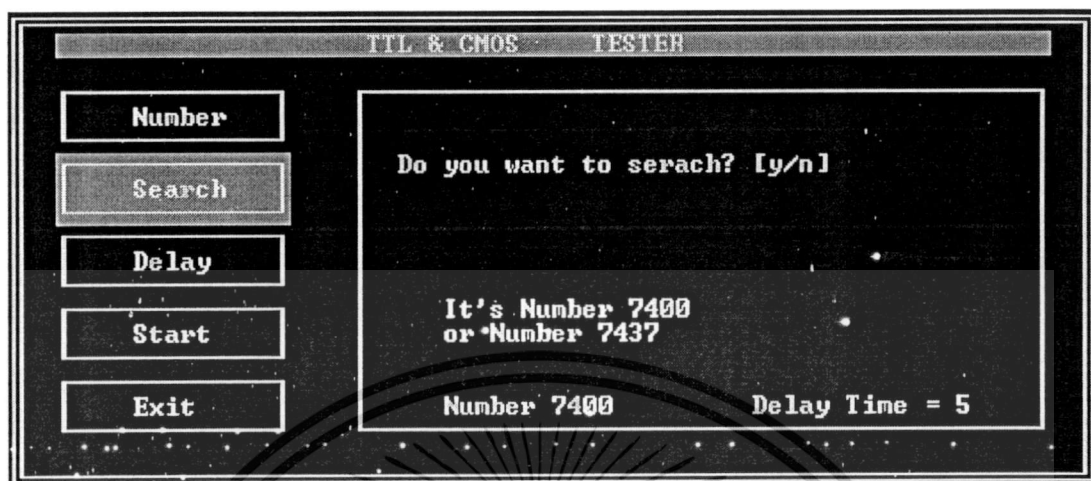 TTL & CMOS TESTER
Number
Search
Delay
Start
Exit
Do you want to serach? [y/n]
It's Number 7400
or Number 7437
Number 7400 Delay Time = 5